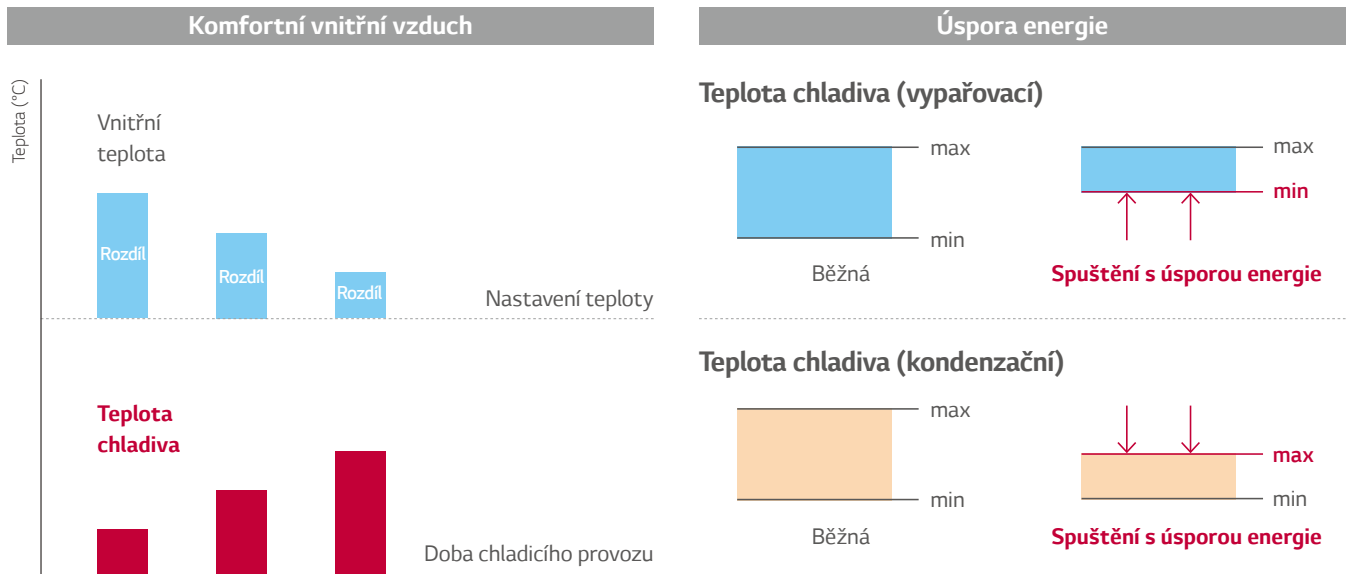 Komfortní vnitřní vzduch
Teplota (°C)
Vnitřní
teplota
Rozdíl
Rozdíl
Rozdíl
Nastavení teploty
Teplota
chladiva
Doba chladicího provozu
Úspora energie
Teplota chladiva (vypařovací)
max
min
Běžná
max
min
Spuštění s úsporou energie
Teplota chladiva (kondenzační)
max
min
Běžná
max
min
Spuštění s úsporou energie